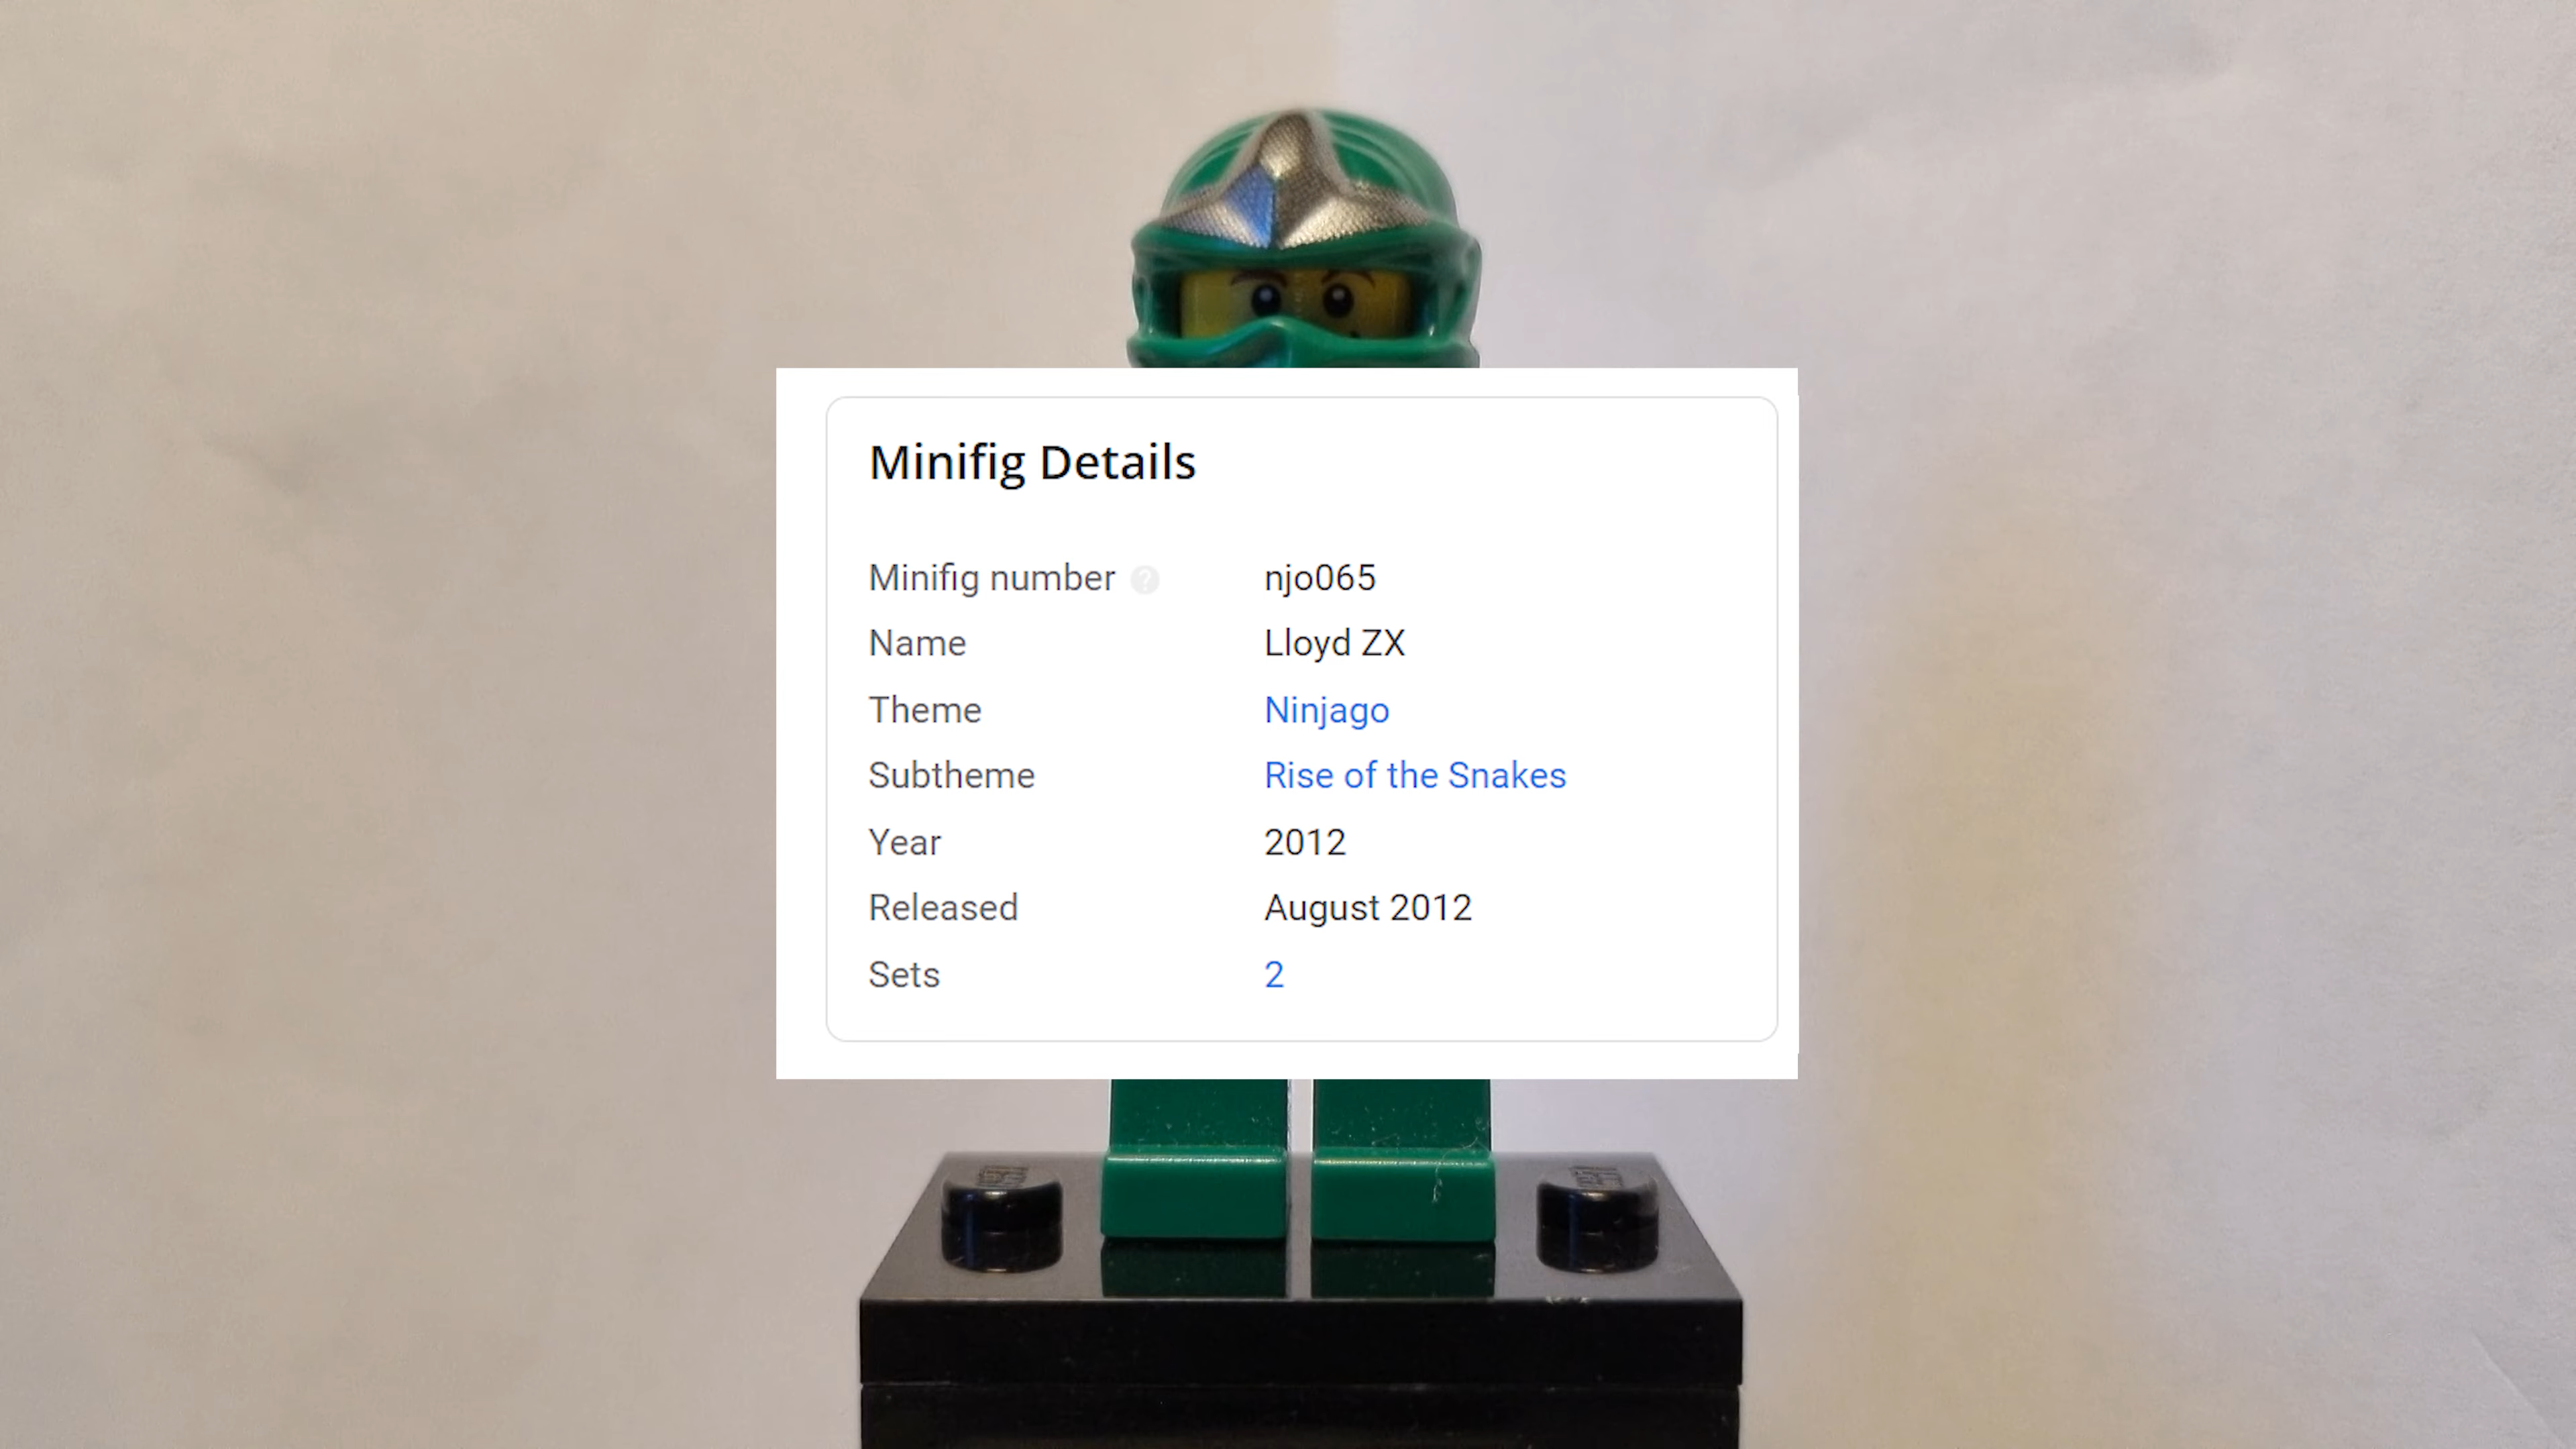 Minifig Details
Minifig number ? njo065
Name Lloyd ZX
Theme Ninjago
Subtheme Rise of the Snakes
Year 2012
Released August 2012
Sets 2